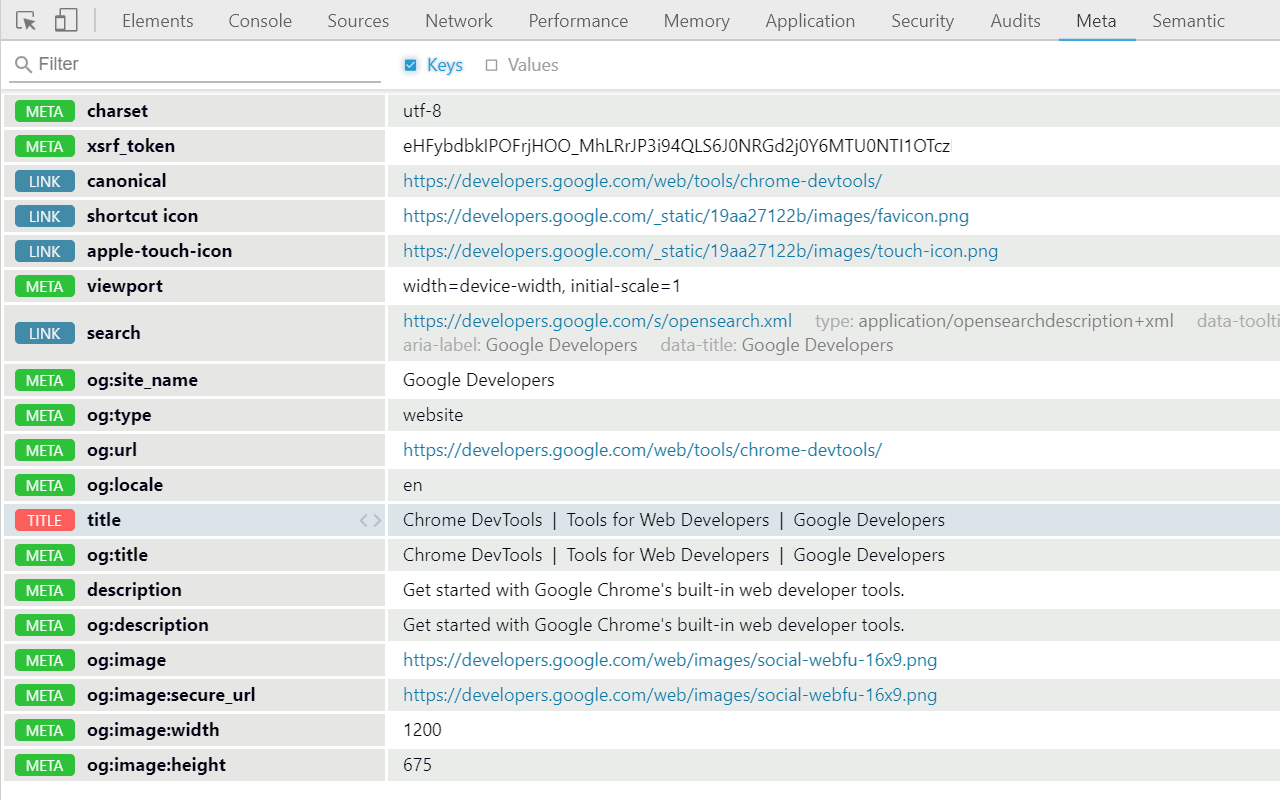 Elements Console Sources Network Performance Memory Application Security Audits Meta Semantic
Filter Keys Values
META charset utf-8
META xsrf_token eHFybdbkIPOFrjHOO_MhLRrJP3i94QLS6J0NRGd2j0Y6MTU0NTI1OTcz
LINK canonical https://developers.google.com/web/tools/chrome-devtools/
LINK shortcut icon https://developers.google.com/_static/19aa27122b/images/favicon.png
LINK apple-touch-icon https://developers.google.com/_static/19aa27122b/images/touch-icon.png
META viewport width=device-width, initial-scale=1
LINK search https://developers.google.com/s/opensearch.xml type: application/opensearchdescription+xml data-toolti
aria-label: Google Developers data-title: Google Developers
META og:site_name Google Developers
META og:type website
META og:url https://developers.google.com/web/tools/chrome-devtools/
META og:locale en
TITLE title <> Chrome DevTools | Tools for Web Developers | Google Developers
META og:title Chrome DevTools | Tools for Web Developers | Google Developers
META description Get started with Google Chrome's built-in web developer tools.
META og:description Get started with Google Chrome's built-in web developer tools.
META og:image https://developers.google.com/web/images/social-webfu-16x9.png
META og:image:secure_url https://developers.google.com/web/images/social-webfu-16x9.png
META og:image:width 1200
META og:image:height 675